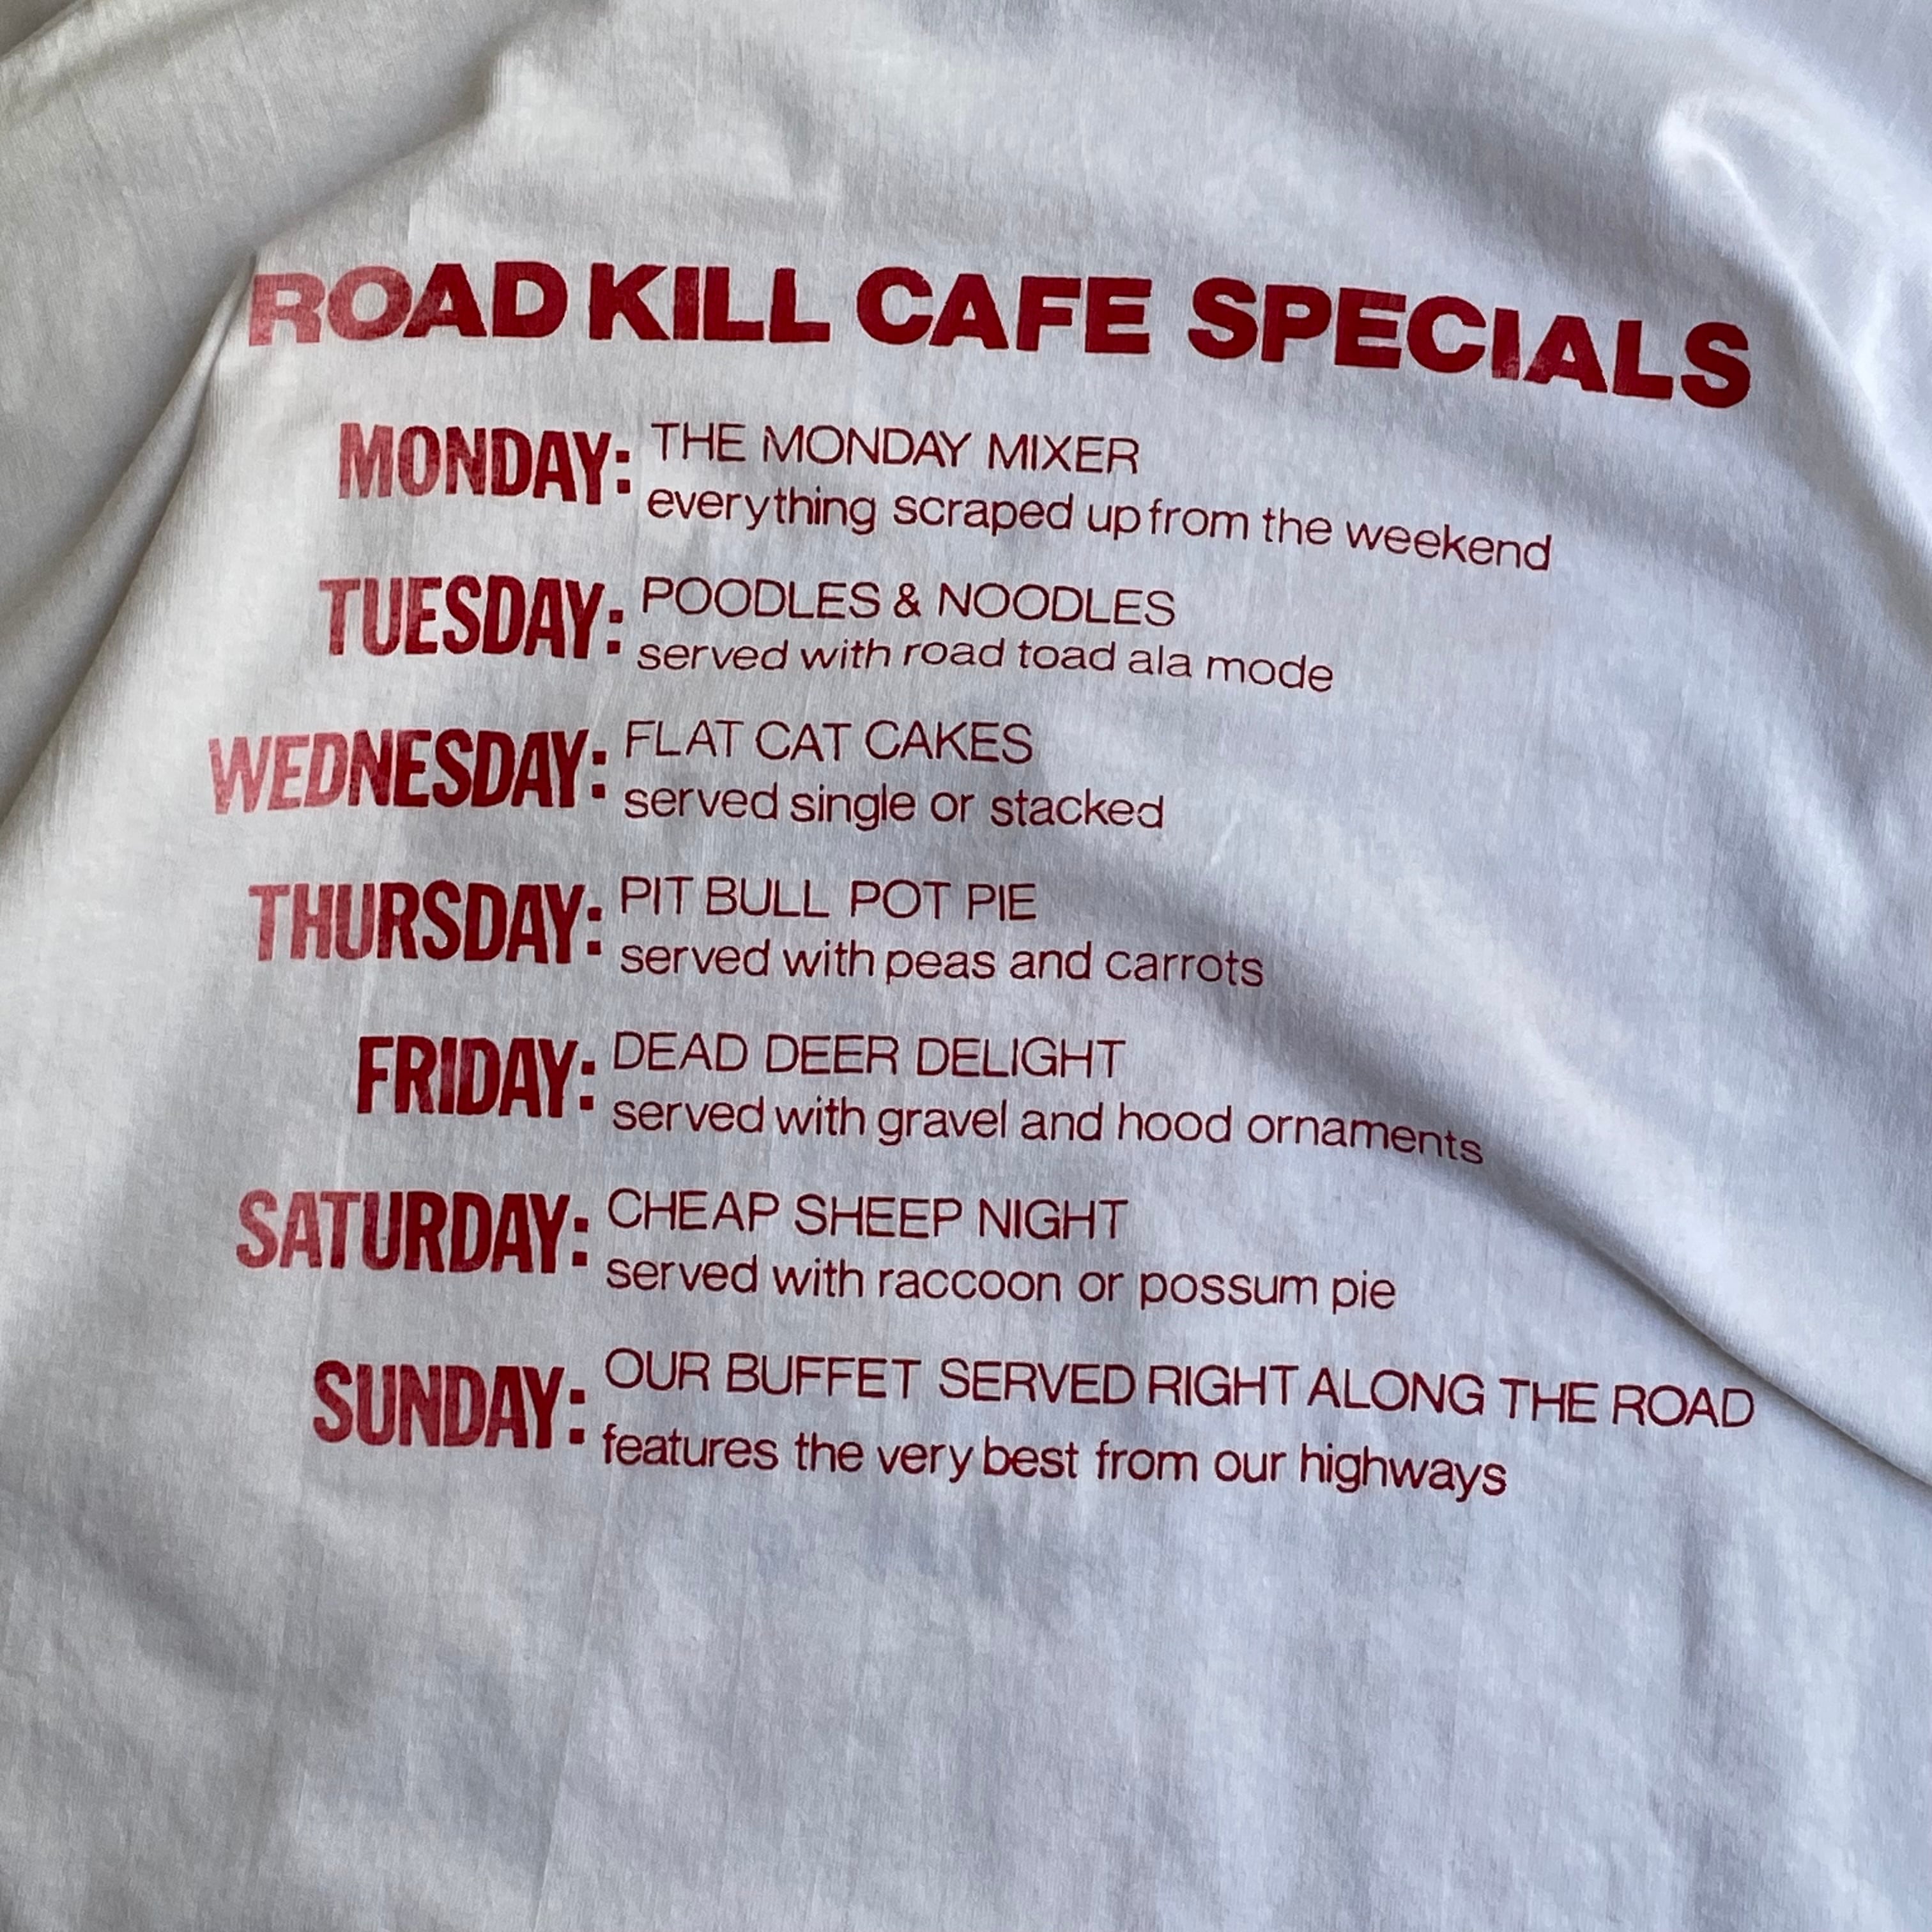 ROAD KILL CAFE SPECIALS
MONDAY: THE MONDAY MIXER
everything scraped up from the weekend
TUESDAY: POODLES & NOODLES
served with road toad ala mode
WEDNESDAY: FLAT CAT CAKES
served single or stacked
THURSDAY: PIT BULL POT PIE
served with peas and carrots
FRIDAY: DEAD DEER DELIGHT
served with gravel and hood ornaments
SATURDAY: CHEAP SHEEP NIGHT
served with raccoon or possum pie
SUNDAY: OUR BUFFET SERVED RIGHT ALONG THE ROAD
features the very best from our highways